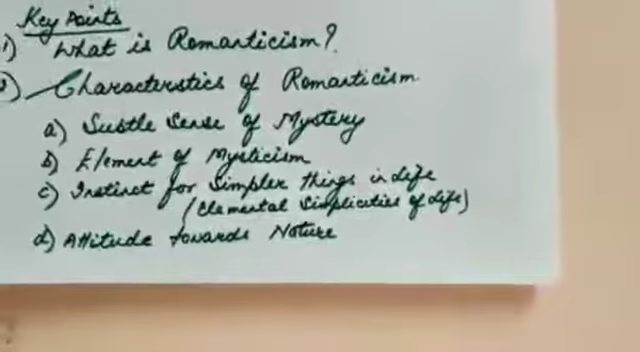 Key Points
1) What is Romanticism?
2) Characteristics of Romanticism
a) Subtle Sense of Mystery
b) Element of Mysticism
c) Instinct for Simpler things in Life
(Elemental Simplicities of Life)
d) Attitude towards Nature